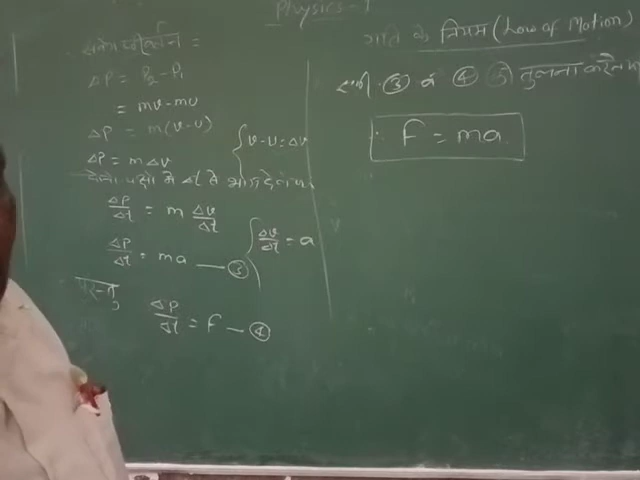 Physics-1
गति के नियम (Law of Motion)
संवेग परिवर्तन =
ΔP = P₂ - P₁
= mv - mu
ΔP = m(v-u)
{v-u = Δv
ΔP = mΔv
दोनों पक्षों में Δt से भाग देने पर
ΔP/Δt = m Δv/Δt
{Δv/Δt = a
ΔP/Δt = ma — ③
परन्तु
ΔP/Δt = F — ④
समी. ③ व ④ की तुलना करने पर
F = ma